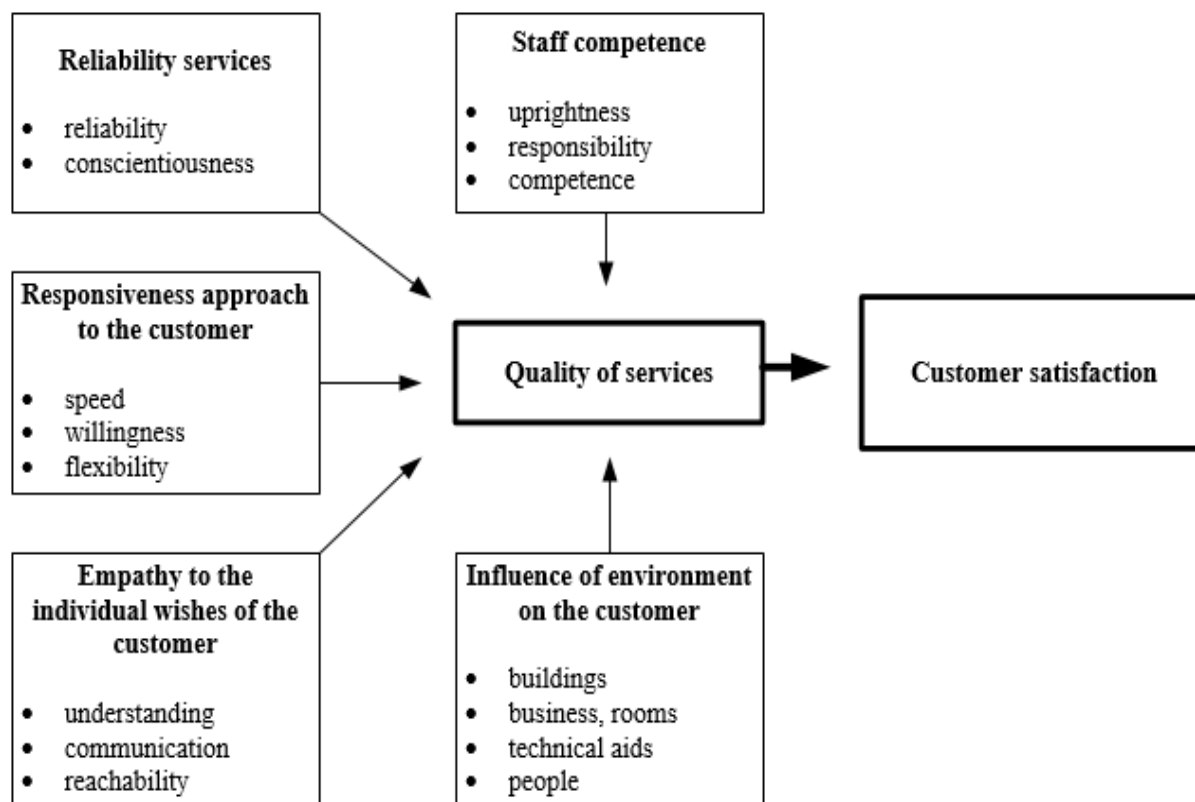 Reliability services
• reliability
• conscientiousness
Staff competence
• uprightness
• responsibility
• competence
Responsiveness approach
to the customer
• speed
• willingness
• flexibility
Quality of services
Customer satisfaction
Empathy to the
individual wishes of the
customer
• understanding
• communication
• reachability
Influence of environment
on the customer
• buildings
• business, rooms
• technical aids
• people